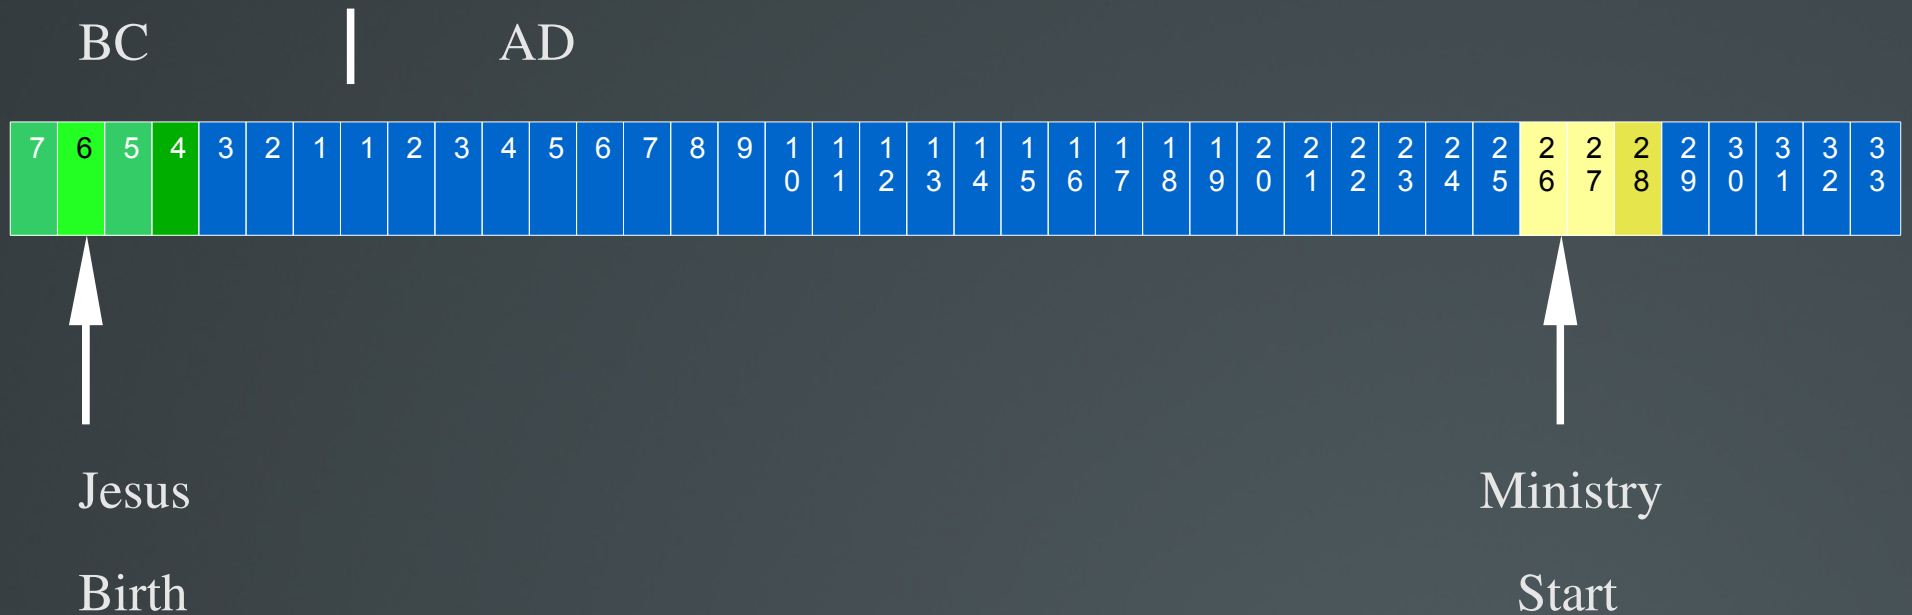 BC AD
7 6 5 4 3 2 1 1 2 3 4 5 6 7 8 9 10 11 12 13 14 15 16 17 18 19 20 21 22 23 24 25 26 27 28 29 30 31 32 33
Jesus Ministry
Birth Start